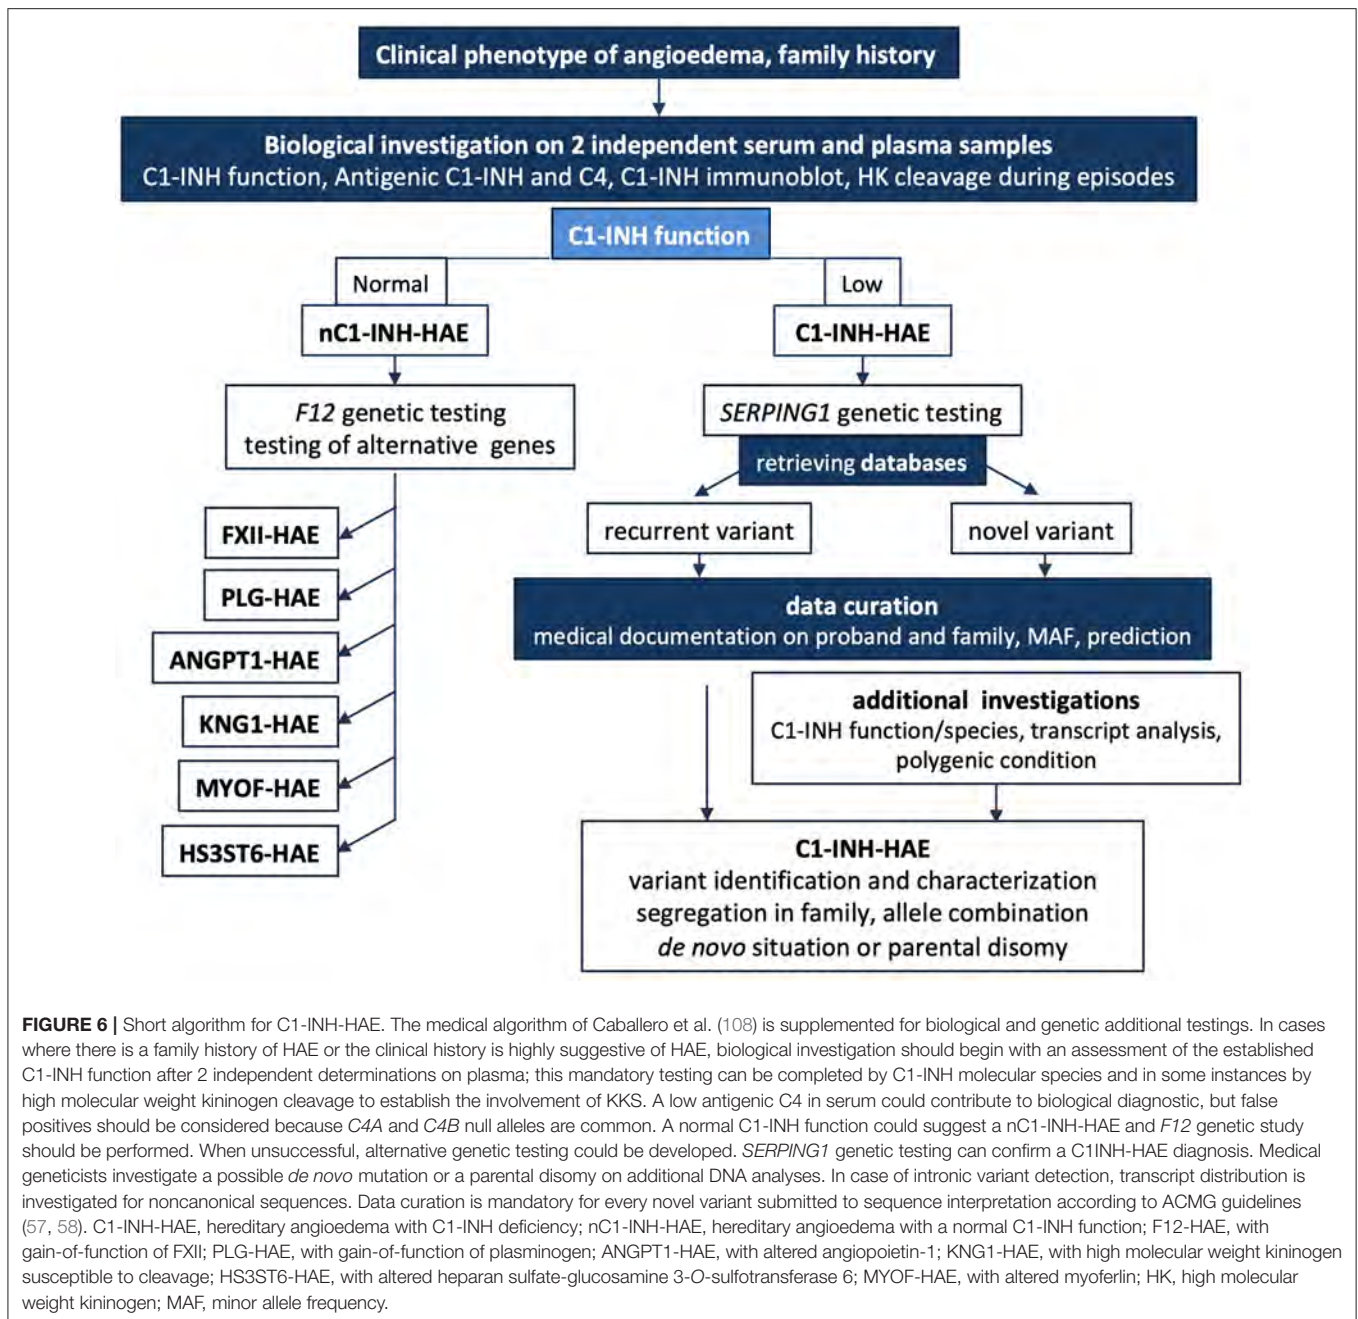 Clinical phenotype of angioedema, family history
Biological investigation on 2 independent serum and plasma samples
C1-INH function, Antigenic C1-INH and C4, C1-INH immunoblot, HK cleavage during episodes
C1-INH function
Normal
Low
nC1-INH-HAE
C1-INH-HAE
F12 genetic testing
testing of alternative genes
SERPING1 genetic testing
retrieving databases
recurrent variant
novel variant
FXII-HAE
PLG-HAE
ANGPT1-HAE
KNG1-HAE
MYOF-HAE
HS3ST6-HAE
data curation
medical documentation on proband and family, MAF, prediction
additional investigations
C1-INH function/species, transcript analysis,
polygenic condition
C1-INH-HAE
variant identification and characterization
segregation in family, allele combination
de novo situation or parental disomy
FIGURE 6 | Short algorithm for C1-INH-HAE. The medical algorithm of Caballero et al. (108) is supplemented for biological and genetic additional testings. In cases
where there is a family history of HAE or the clinical history is highly suggestive of HAE, biological investigation should begin with an assessment of the established
C1-INH function after 2 independent determinations on plasma; this mandatory testing can be completed by C1-INH molecular species and in some instances by
high molecular weight kininogen cleavage to establish the involvement of KKS. A low antigenic C4 in serum could contribute to biological diagnostic, but false
positives should be considered because C4A and C4B null alleles are common. A normal C1-INH function could suggest a nC1-INH-HAE and F12 genetic study
should be performed. When unsuccessful, alternative genetic testing could be developed. SERPING1 genetic testing can confirm a C1INH-HAE diagnosis. Medical
geneticists investigate a possible de novo mutation or a parental disomy on additional DNA analyses. In case of intronic variant detection, transcript distribution is
investigated for noncanonical sequences. Data curation is mandatory for every novel variant submitted to sequence interpretation according to ACMG guidelines
(57, 58). C1-INH-HAE, hereditary angioedema with C1-INH deficiency; nC1-INH-HAE, hereditary angioedema with a normal C1-INH function; F12-HAE, with
gain-of-function of FXII; PLG-HAE, with gain-of-function of plasminogen; ANGPT1-HAE, with altered angiopoietin-1; KNG1-HAE, with high molecular weight kininogen
susceptible to cleavage; HS3ST6-HAE, with altered heparan sulfate-glucosamine 3-O-sulfotransferase 6; MYOF-HAE, with altered myoferlin; HK, high molecular
weight kininogen; MAF, minor allele frequency.